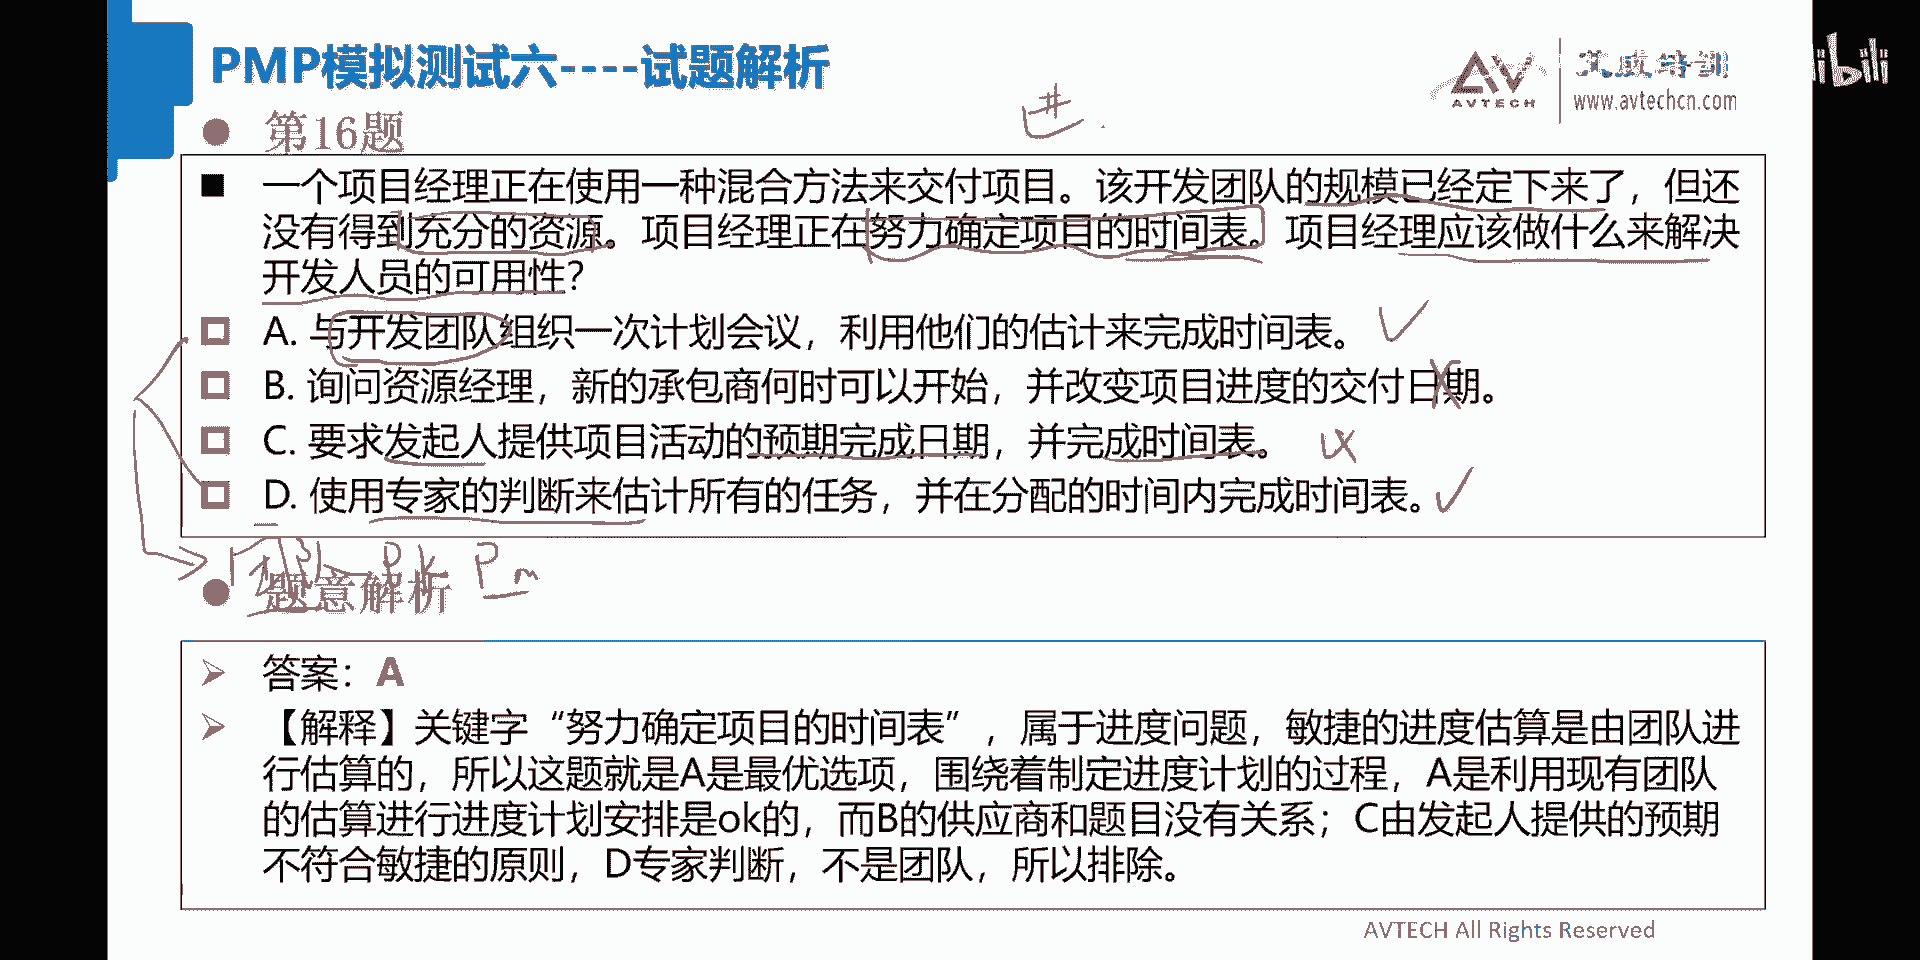 PMP模拟测试六----试题解析
AVTECH
艾威培训
www.avtechcn.com
bilibili
第16题
一个项目经理正在使用一种混合方法来交付项目。该开发团队的规模已经定下来了，但还
没有得到充分的资源。项目经理正在努力确定项目的时间表。项目经理应该做什么来解决
开发人员的可用性？
A. 与开发团队组织一次计划会议，利用他们的估计来完成时间表。
B. 询问资源经理，新的承包商何时可以开始，并改变项目进度的交付日期。
C. 要求发起人提供项目活动的预期完成日期，并完成时间表。
D. 使用专家的判断来估计所有的任务，并在分配的时间内完成时间表。
团队 PK Pm
题意解析
答案：A
【解释】关键字“努力确定项目的时间表”，属于进度问题，敏捷的进度估算是由团队进
行估算的，所以这题就是A是最优选项，围绕着制定进度计划的过程，A是利用现有团队
的估算进行进度计划安排是ok的，而B的供应商和题目没有关系；C由发起人提供的预期
不符合敏捷的原则，D专家判断，不是团队，所以排除。
AVTECH All Rights Reserved